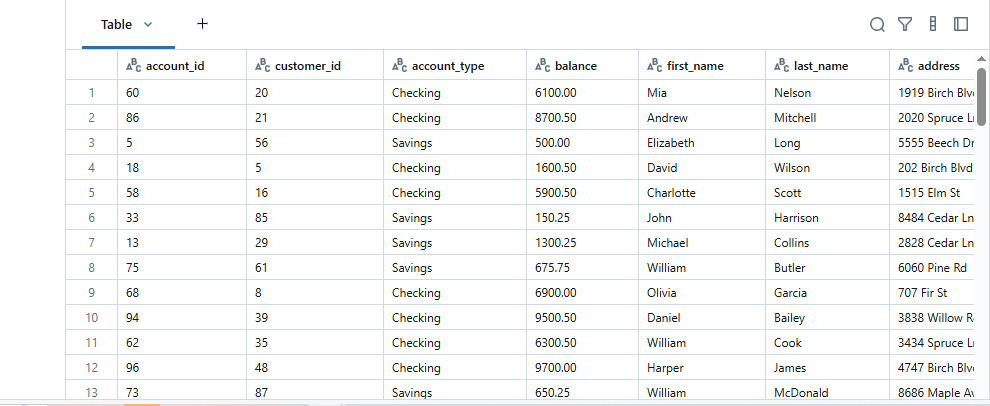 Table +
account_id customer_id account_type balance first_name last_name address
1 60 20 Checking 6100.00 Mia Nelson 1919 Birch Blv
2 86 21 Checking 8700.50 Andrew Mitchell 2020 Spruce L
3 5 56 Savings 500.00 Elizabeth Long 5555 Beech Dr
4 18 5 Checking 1600.50 David Wilson 202 Birch Blvd
5 58 16 Checking 5900.50 Charlotte Scott 1515 Elm St
6 33 85 Savings 150.25 John Harrison 8484 Cedar Ln
7 13 29 Savings 1300.25 Michael Collins 2828 Cedar Ln
8 75 61 Savings 675.75 William Butler 6060 Pine Rd
9 68 8 Checking 6900.00 Olivia Garcia 707 Fir St
10 94 39 Checking 9500.50 Daniel Bailey 3838 Willow R
11 62 35 Checking 6300.50 William Cook 3434 Spruce L
12 96 48 Checking 9700.00 Harper James 4747 Birch Blv
13 73 87 Savings 650.25 William McDonald 8686 Maple Av